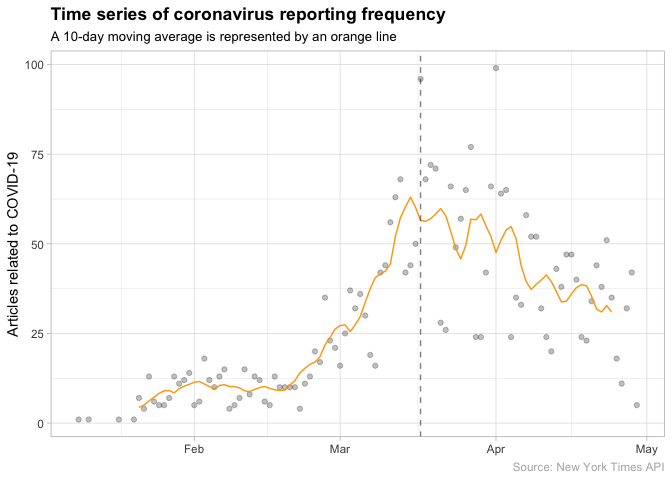 Time series of coronavirus reporting frequency
A 10-day moving average is represented by an orange line
Articles related to COVID-19
100
75
50
25
0
Feb
Mar
Apr
May
Source: New York Times API